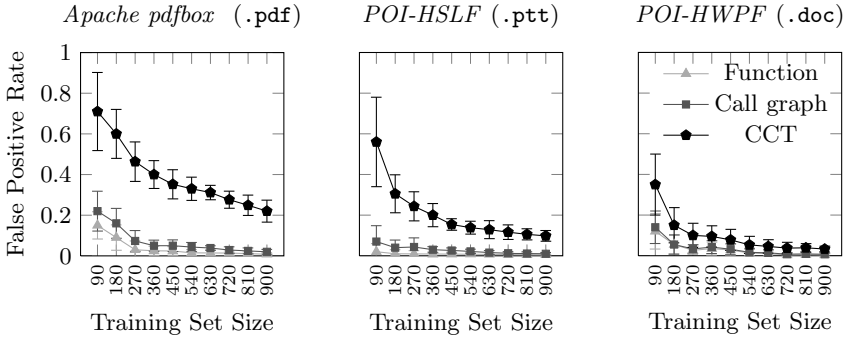 Apache pdfbox (.pdf)
POI-HSLF (.ptt)
POI-HWPF (.doc)
False Positive Rate
1
0.8
0.6
0.4
0.2
0
Function
Call graph
CCT
90 180 270 360 450 540 630 720 810 900
90 180 270 360 450 540 630 720 810 900
90 180 270 360 450 540 630 720 810 900
Training Set Size
Training Set Size
Training Set Size